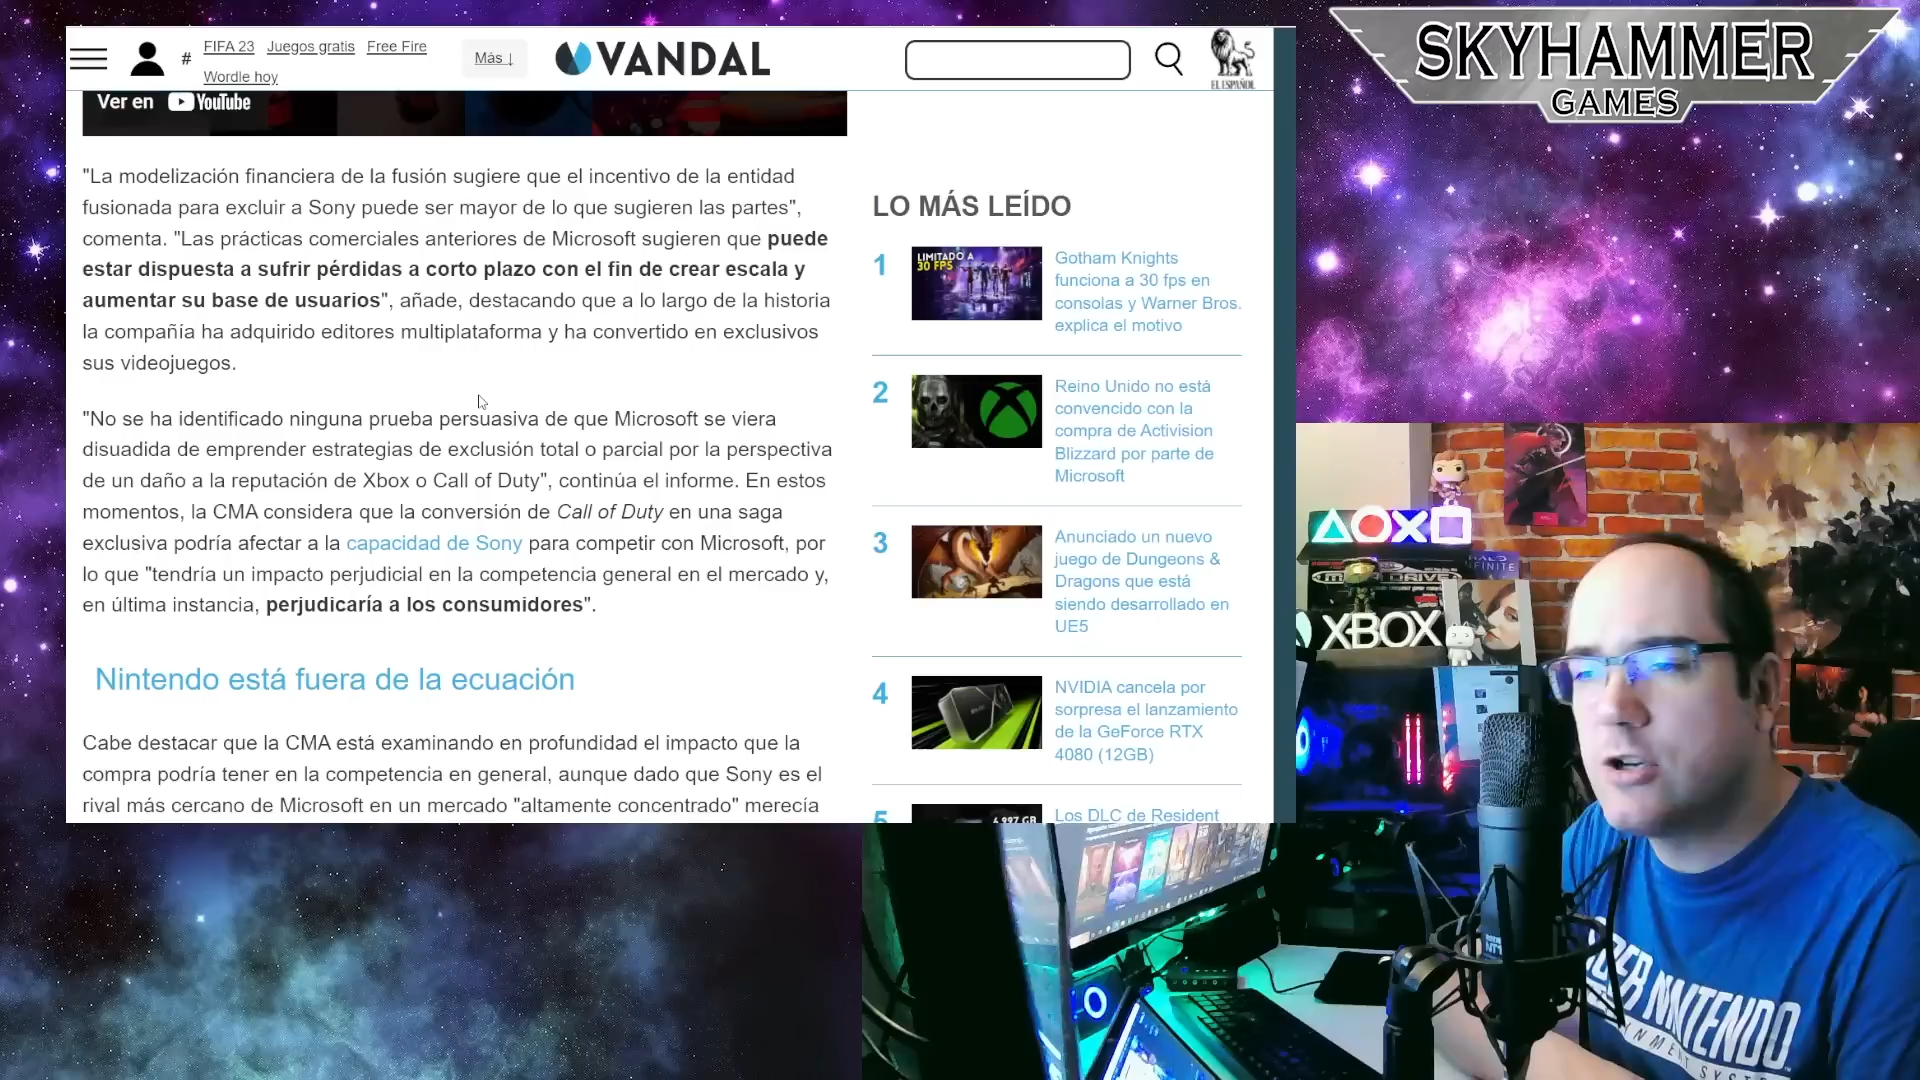 FIFA 23 Juegos gratis Free Fire
#
Wordle hoy
Más ↓
VANDAL
EL ESPAÑOL
Ver en YouTube
"La modelización financiera de la fusión sugiere que el incentivo de la entidad
fusionada para excluir a Sony puede ser mayor de lo que sugieren las partes",
comenta. "Las prácticas comerciales anteriores de Microsoft sugieren que puede
estar dispuesta a sufrir pérdidas a corto plazo con el fin de crear escala y
aumentar su base de usuarios", añade, destacando que a lo largo de la historia
la compañía ha adquirido editores multiplataforma y ha convertido en exclusivos
sus videojuegos.
"No se ha identificado ninguna prueba persuasiva de que Microsoft se viera
disuadida de emprender estrategias de exclusión total o parcial por la perspectiva
de un daño a la reputación de Xbox o Call of Duty", continúa el informe. En estos
momentos, la CMA considera que la conversión de Call of Duty en una saga
exclusiva podría afectar a la capacidad de Sony para competir con Microsoft, por
lo que "tendría un impacto perjudicial en la competencia general en el mercado y,
en última instancia, perjudicaría a los consumidores".
Nintendo está fuera de la ecuación
Cabe destacar que la CMA está examinando en profundidad el impacto que la
compra podría tener en la competencia en general, aunque dado que Sony es el
rival más cercano de Microsoft en un mercado "altamente concentrado" merecía
LO MÁS LEÍDO
1
LIMITADO A
30 FPS
Gotham Knights
funciona a 30 fps en
consolas y Warner Bros.
explica el motivo
2
Reino Unido no está
convencido con la
compra de Activision
Blizzard por parte de
Microsoft
3
Anunciado un nuevo
juego de Dungeons &
Dragons que está
siendo desarrollado en
UE5
4
NVIDIA cancela por
sorpresa el lanzamiento
de la GeForce RTX
4080 (12GB)
5
Los DLC de Resident
SKYHAMMER
GAMES
HALO
INFINITE
MEGA DRIVE
XBOX
SUPER NINTENDO